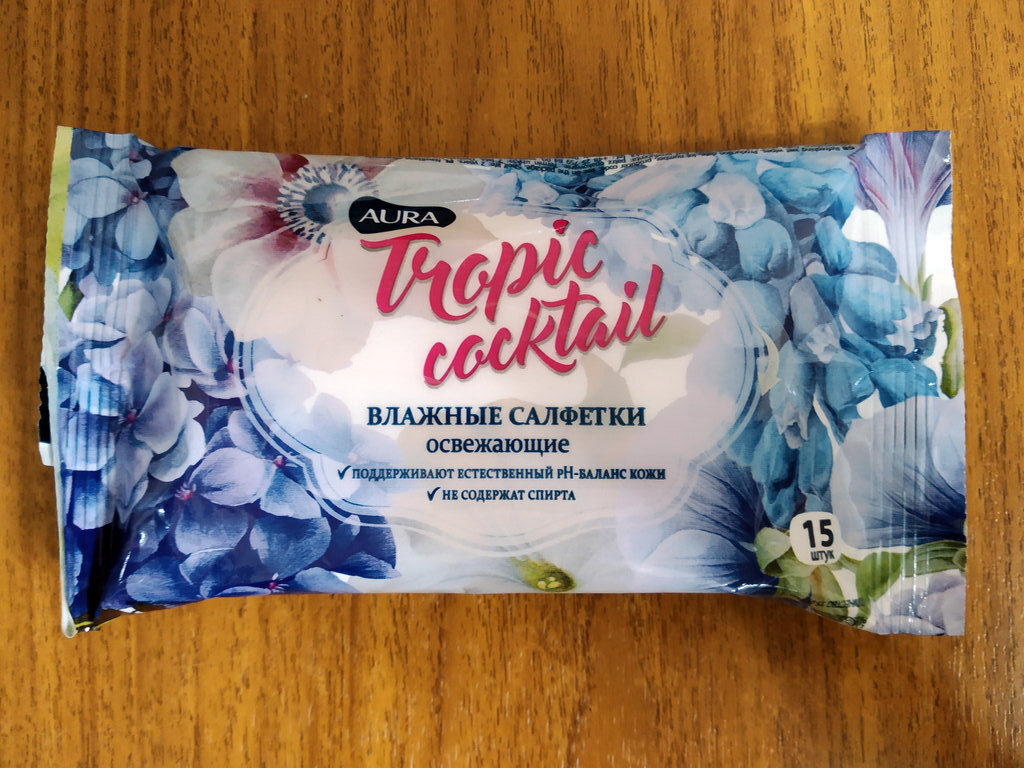 AURA
Tropic
cocktail
ВЛАЖНЫЕ САЛФЕТКИ
освежающие
✓ПОДДЕРЖИВАЮТ ЕСТЕСТВЕННЫЙ pH-БАЛАНС КОЖИ
✓НЕ СОДЕРЖАТ СПИРТА
15
ШТУК